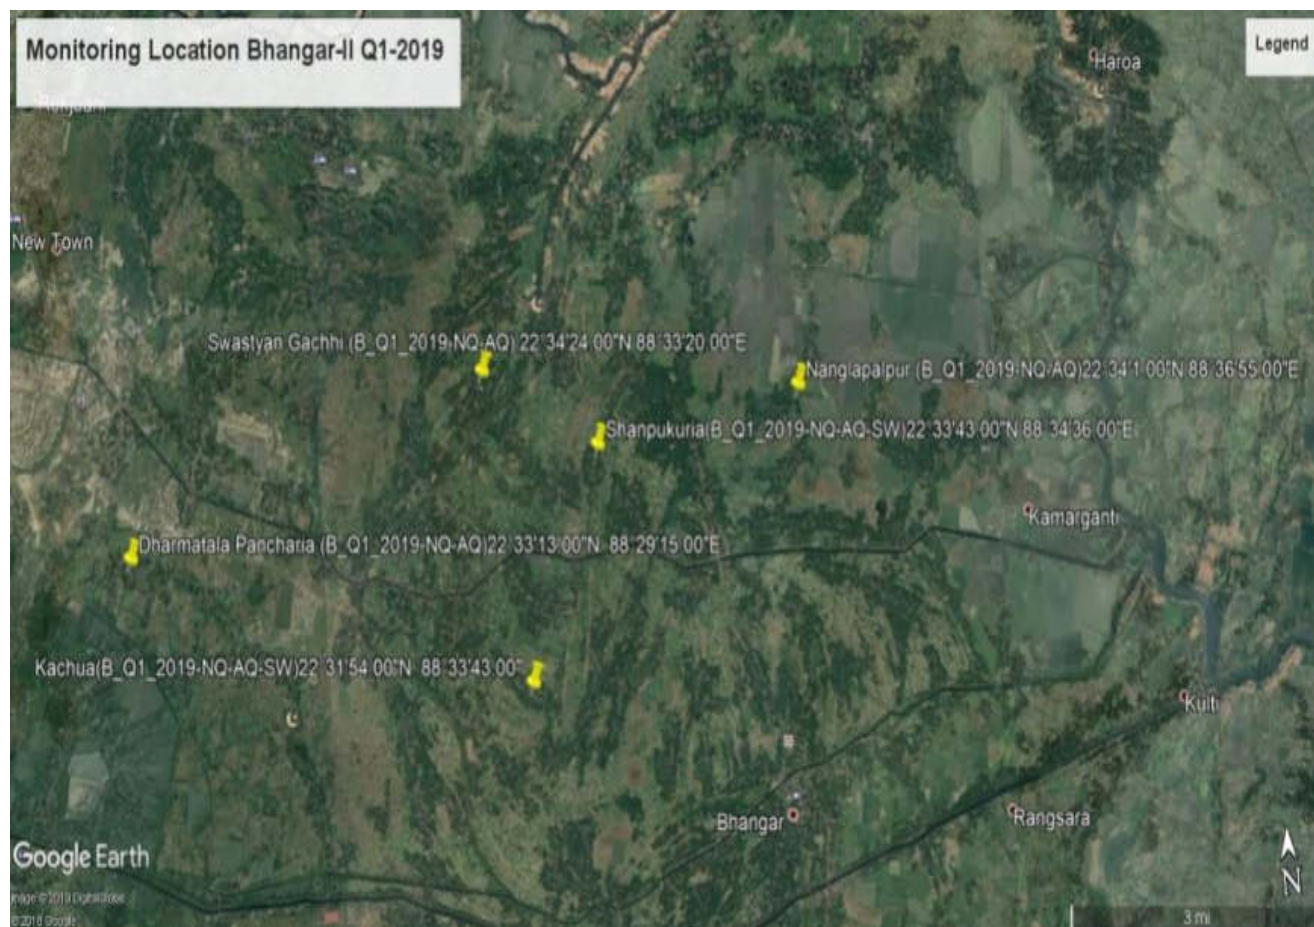 Monitoring Location Bhangar-II Q1-2019
Legend
Haroa
New Town
Swastyan Gachhi (B_Q1_2019-NQ-AQ) 22°34'24.00"N 88°33'20.00"E
Nanglapalpur (B_Q1_2019-NQ-AQ)22°34'1.00"N 88°36'55.00"E
Shanpukuria(B_Q1_2019-NQ-AQ-SW)22°33'43.00"N 88°34'36.00"E
Kamarganti
Dharmatala Pancharia (B_Q1_2019-NQ-AQ)22°33'13.00"N 88°29'15.00"E
Kachua(B_Q1_2019-NQ-AQ-SW)22°31'54.00"N 88°33'43.00"
Kulti
Bhangar
Rangsara
Google Earth
N
© 2018 Google
3 mi